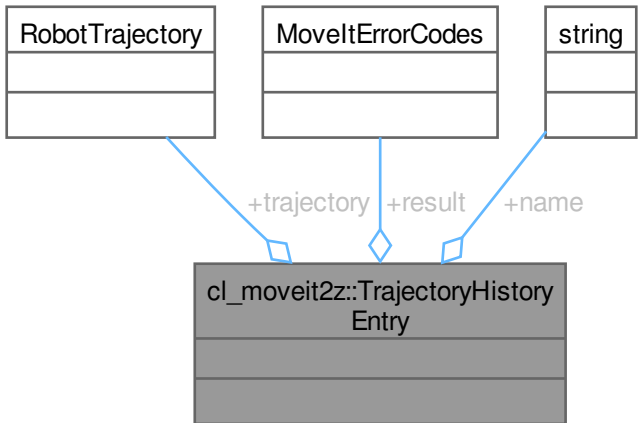 RobotTrajectory
MoveItErrorCodes
string
+trajectory
+result
+name
cl_moveit2z::TrajectoryHistory
Entry